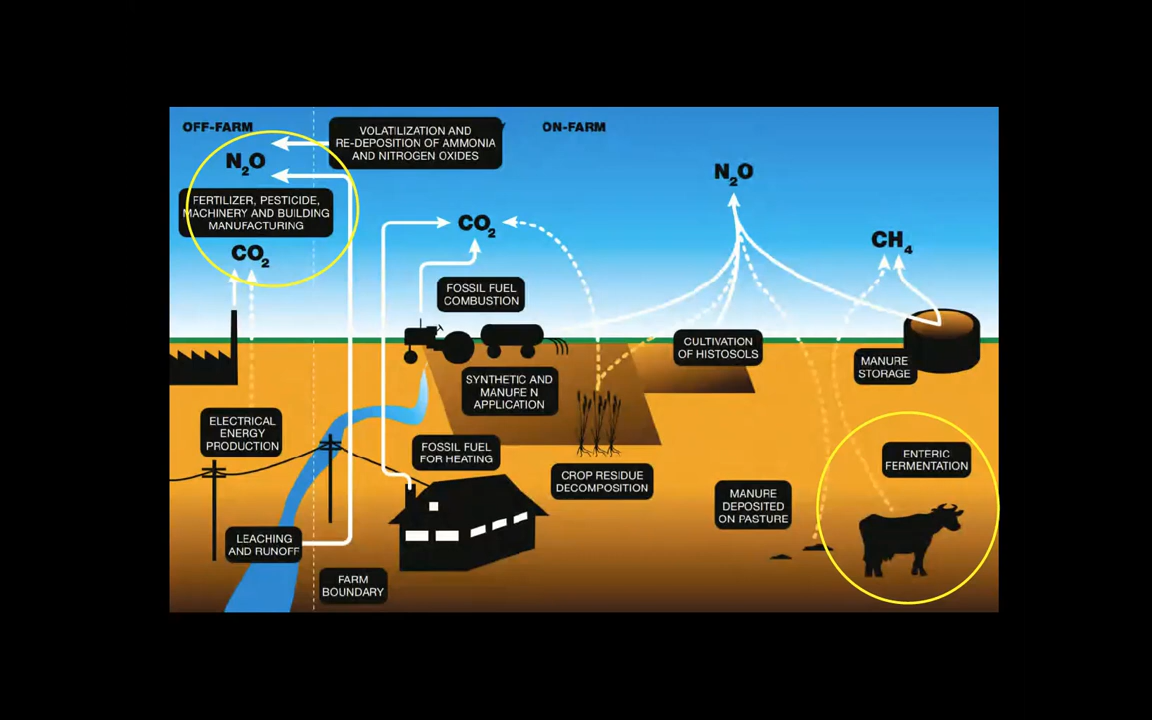 OFF-FARM
VOLATILIZATION AND
RE-DEPOSITION OF AMMONIA
AND NITROGEN OXIDES
ON-FARM
N₂O
FERTILIZER, PESTICIDE,
MACHINERY AND BUILDING
MANUFACTURING
CO₂
CO₂
N₂O
CH₄
FOSSIL FUEL
COMBUSTION
CULTIVATION
OF HISTOSOLS
MANURE
STORAGE
SYNTHETIC AND
MANURE N
APPLICATION
ELECTRICAL
ENERGY
PRODUCTION
FOSSIL FUEL
FOR HEATING
CROP RESIDUE
DECOMPOSITION
ENTERIC
FERMENTATION
MANURE
DEPOSITED
ON PASTURE
LEACHING
AND RUNOFF
FARM
BOUNDARY